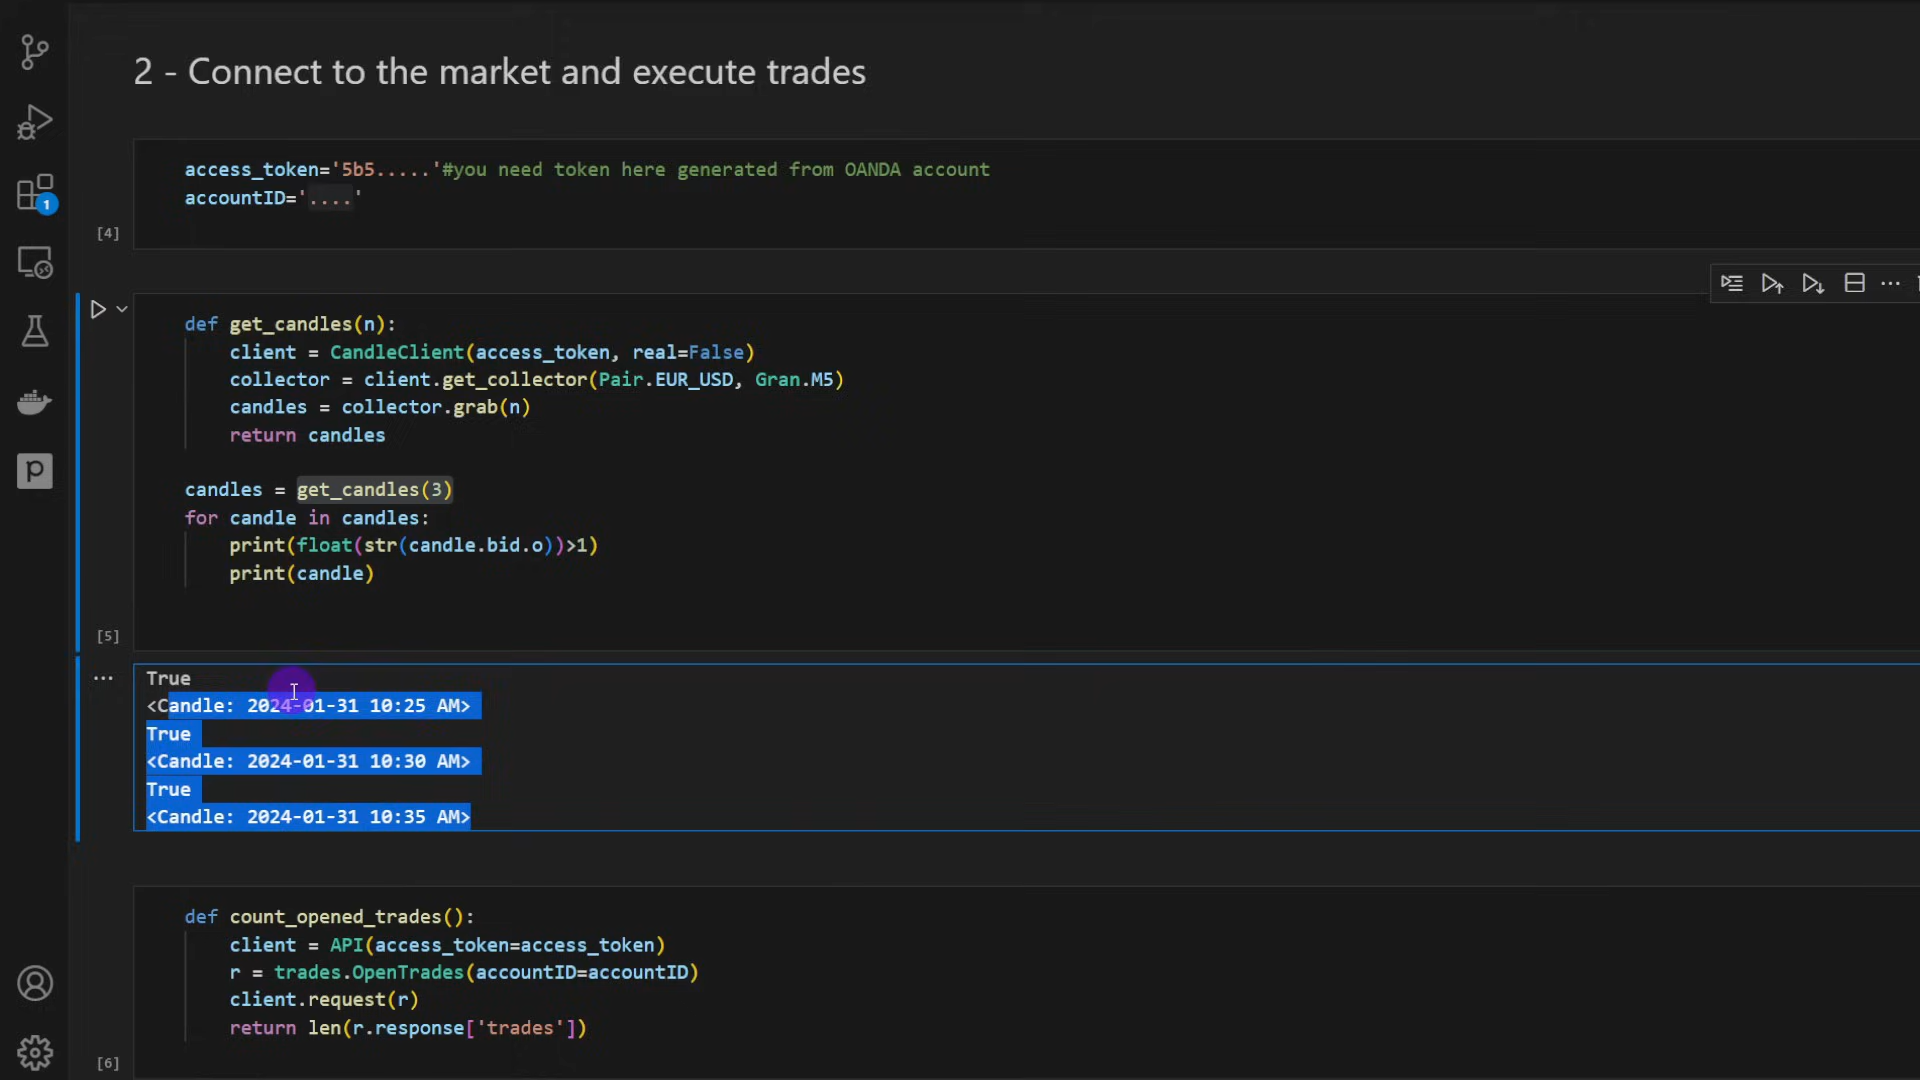 2 - Connect to the market and execute trades
access_token='5b5.....'#you need token here generated from OANDA account
accountID='....'
[4]
def get_candles(n):
    client = CandleClient(access_token, real=False)
    collector = client.get_collector(Pair.EUR_USD, Gran.M5)
    candles = collector.grab(n)
    return candles
candles = get_candles(3)
for candle in candles:
    print(float(str(candle.bid.o))>1)
    print(candle)
[5]
True
<Candle: 2024-01-31 10:25 AM>
True
<Candle: 2024-01-31 10:30 AM>
True
<Candle: 2024-01-31 10:35 AM>
def count_opened_trades():
    client = API(access_token=access_token)
    r = trades.OpenTrades(accountID=accountID)
    client.request(r)
    return len(r.response['trades'])
[6]
1